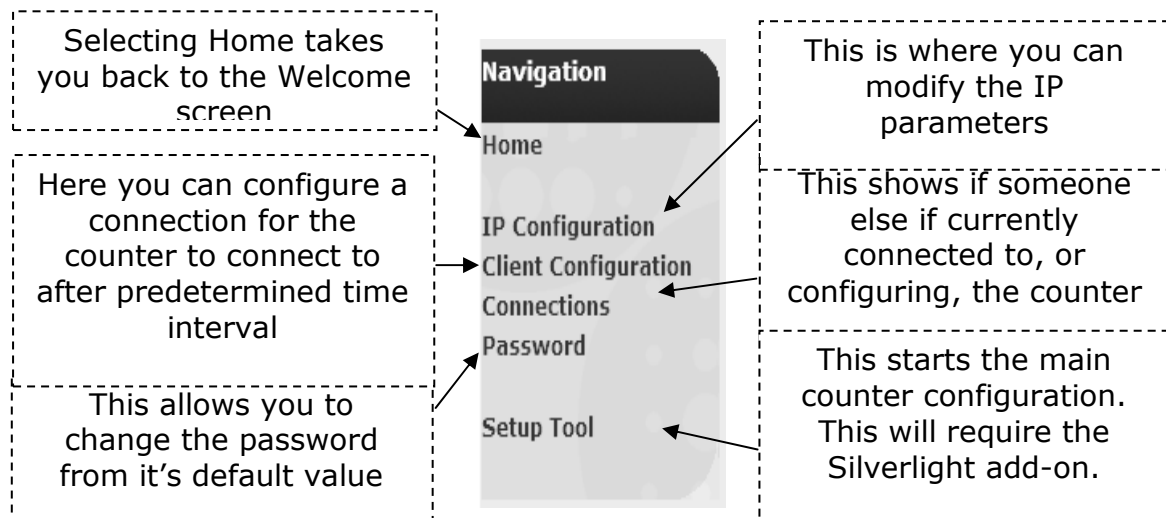 Selecting Home takes
you back to the Welcome
screen
Here you can configure a
connection for the
counter to connect to
after predetermined time
interval
This allows you to
change the password
from it's default value
Navigation
Home
IP Configuration
Client Configuration
Connections
Password
Setup Tool
This is where you can
modify the IP
parameters
This shows if someone
else if currently
connected to, or
configuring, the counter
This starts the main
counter configuration.
This will require the
Silverlight add-on.